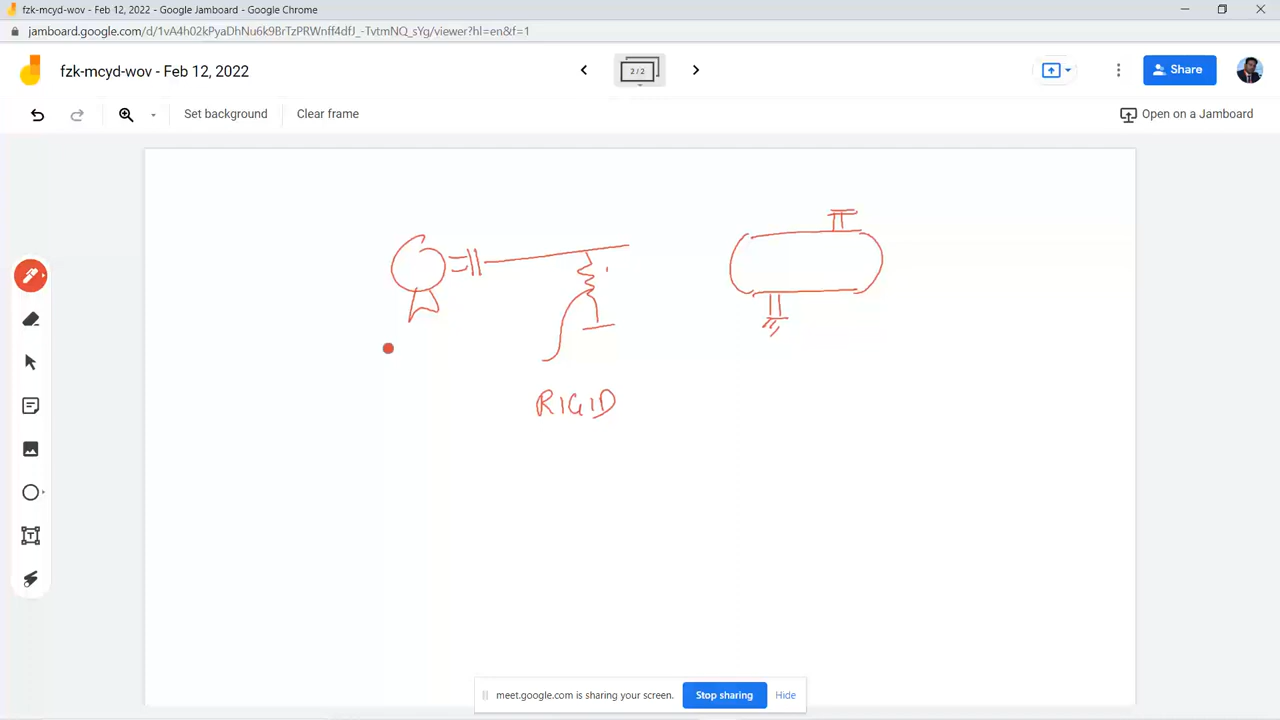 fzk-mcyd-wov - Feb 12, 2022 - Google Jamboard - Google Chrome
jamboard.google.com/d/1vA4h02kPyaDhNu6k9BrTzPRWnff4dfJ_-TvtmNQ_sYg/viewer?hl=en&f=1
fzk-mcyd-wov - Feb 12, 2022
2 / 2
Share
Set background
Clear frame
Open on a Jamboard
RIGID
meet.google.com is sharing your screen.
Stop sharing
Hide